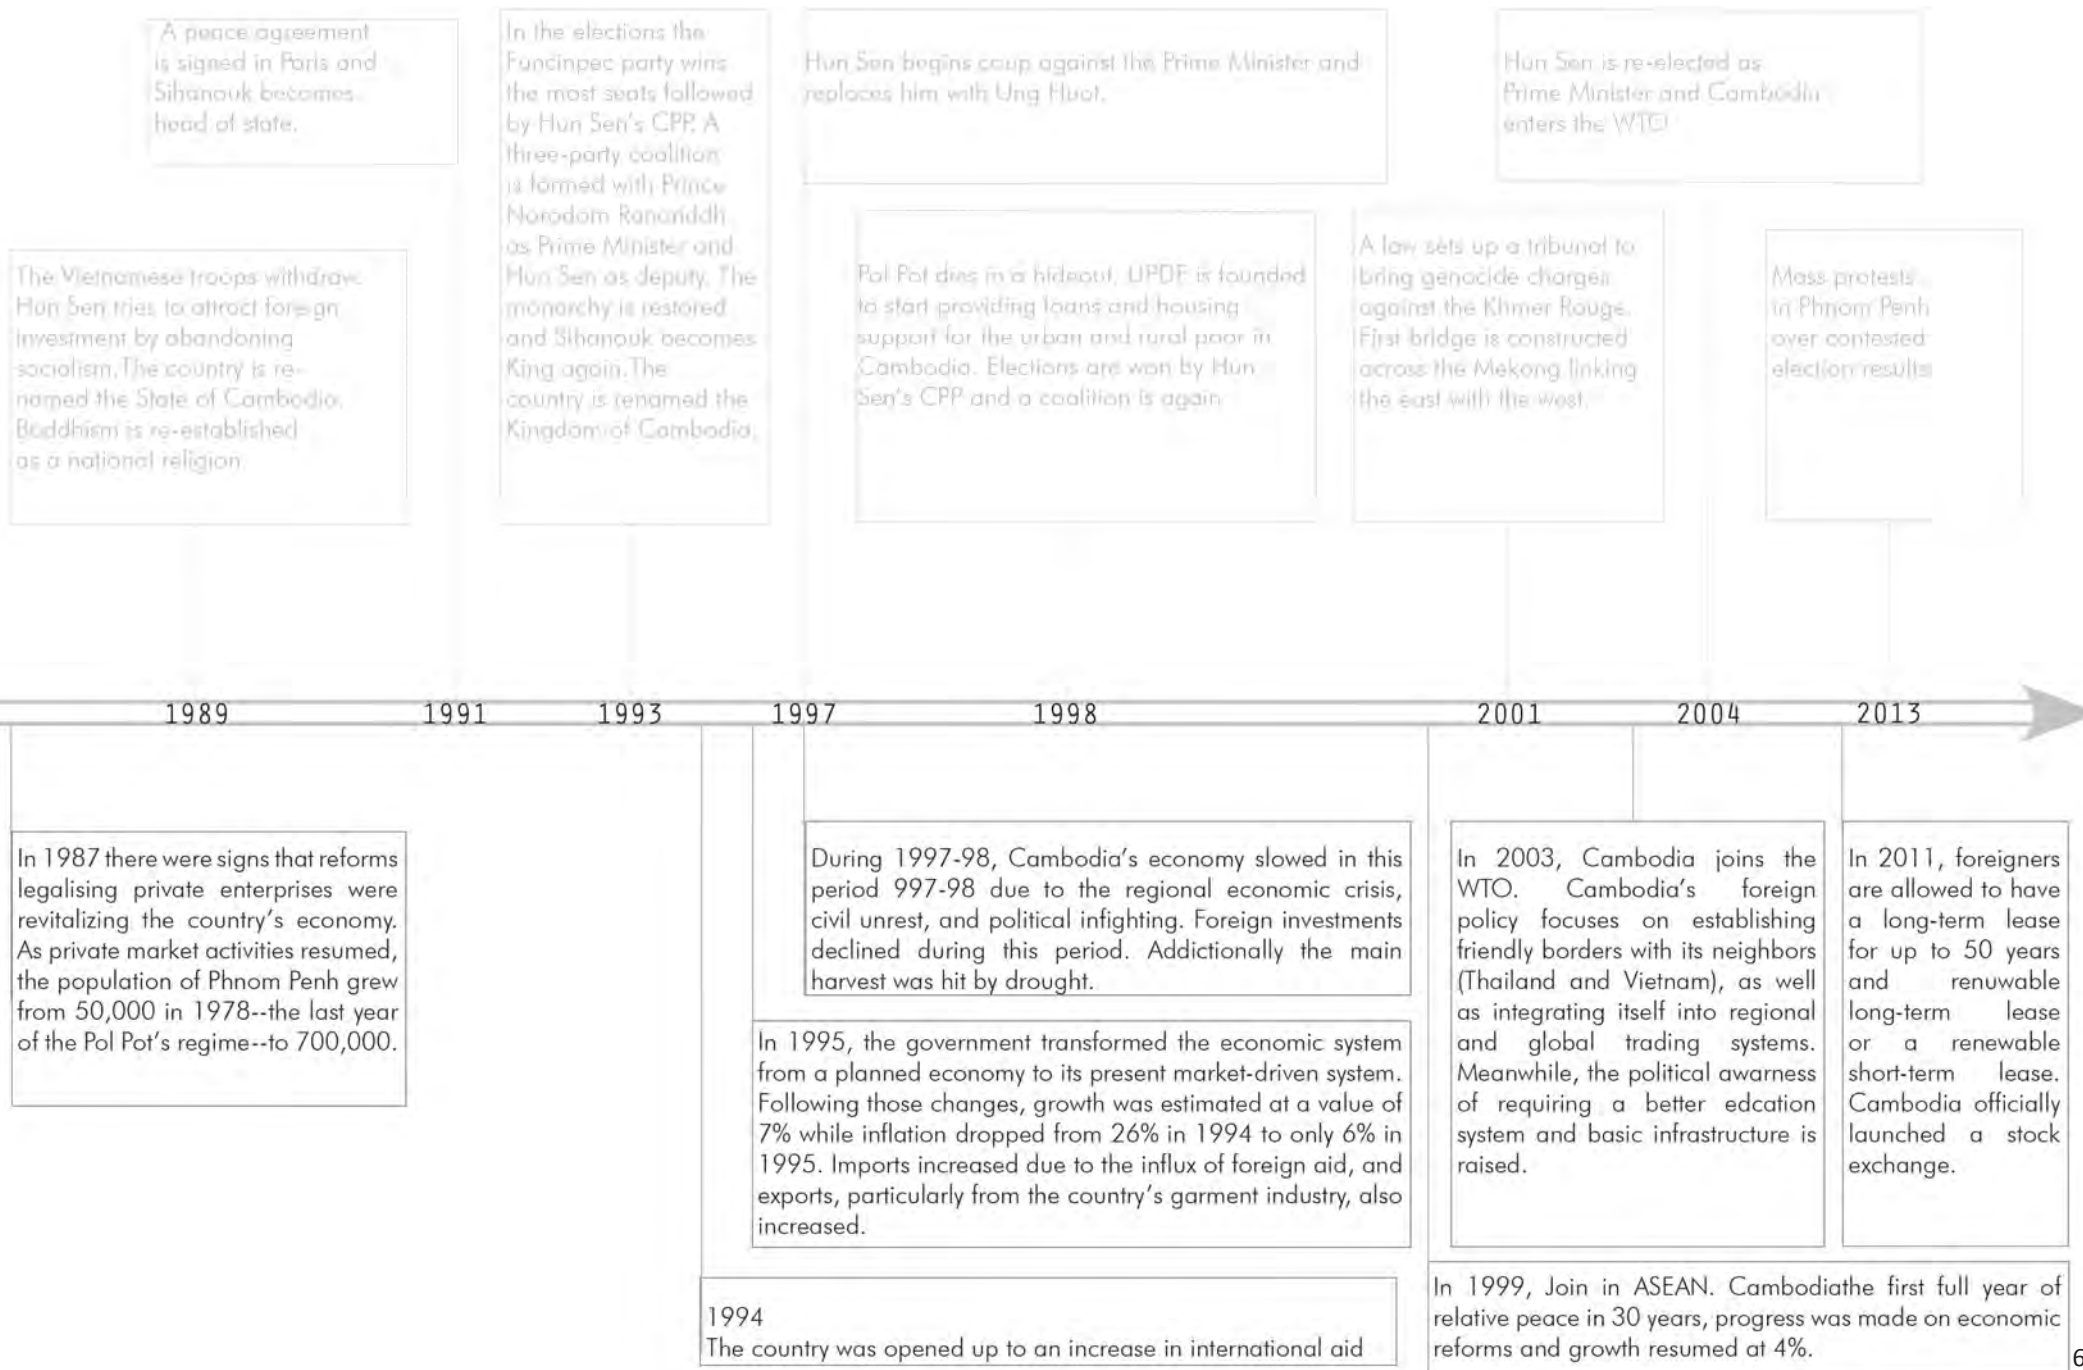 A peace agreement
is signed in Paris and
Sihanouk becomes
head of state.
In the elections the
Funcinpec party wins
the most seats followed
by Hun Sen's CPP. A
three-party coalition
is formed with Prince
Norodom Ranariddh
as Prime Minister and
Hun Sen as deputy. The
monarchy is restored
and Sihanouk becomes
King again. The
country is renamed the
Kingdom of Cambodia.
Hun Sen begins coup against the Prime Minister and
replaces him with Ung Huot.
Hun Sen is re-elected as
Prime Minister and Cambodia
enters the WTO!
The Vietnamese troops withdraw.
Hun Sen tries to attract foreign
investment by abandoning
socialism. The country is re-
named the State of Cambodia.
Buddhism is re-established
as a national religion.
Pol Pot dies in a hideout. UPDF is founded
to start providing loans and housing
support for the urban and rural poor in
Cambodia. Elections are won by Hun
Sen's CPP and a coalition is again
A law sets up a tribunal to
bring genocide charges
against the Khmer Rouge.
First bridge is constructed
across the Mekong linking
the east with the west.
Mass protests
in Phnom Penh
over contested
election results
1989 1991 1993 1997 1998 2001 2004 2013
In 1987 there were signs that reforms
legalising private enterprises were
revitalizing the country's economy.
As private market activities resumed,
the population of Phnom Penh grew
from 50,000 in 1978--the last year
of the Pol Pot's regime--to 700,000.
During 1997-98, Cambodia's economy slowed in this
period 997-98 due to the regional economic crisis,
civil unrest, and political infighting. Foreign investments
declined during this period. Addictionally the main
harvest was hit by drought.
In 1995, the government transformed the economic system
from a planned economy to its present market-driven system.
Following those changes, growth was estimated at a value of
7% while inflation dropped from 26% in 1994 to only 6% in
1995. Imports increased due to the influx of foreign aid, and
exports, particularly from the country's garment industry, also
increased.
1994
The country was opened up to an increase in international aid
In 2003, Cambodia joins the
WTO. Cambodia's foreign
policy focuses on establishing
friendly borders with its neighbors
(Thailand and Vietnam), as well
as integrating itself into regional
and global trading systems.
Meanwhile, the political awarness
of requiring a better edcation
system and basic infrastructure is
raised.
In 2011, foreigners
are allowed to have
a long-term lease
for up to 50 years
and renuwable
long-term lease
or a renewable
short-term lease.
Cambodia officially
launched a stock
exchange.
In 1999, Join in ASEAN. Cambodiathe first full year of
relative peace in 30 years, progress was made on economic
reforms and growth resumed at 4%.
6